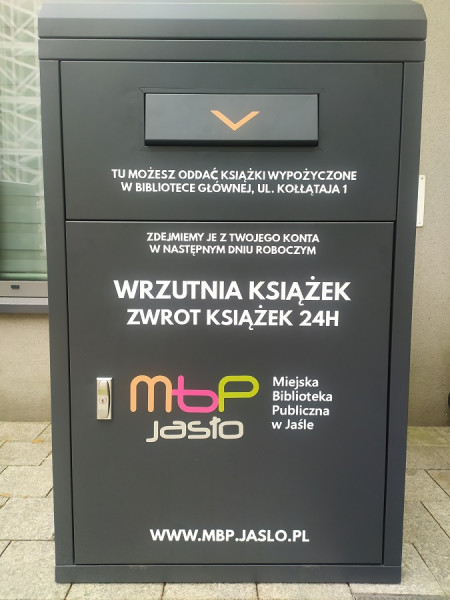 TU MOŻESZ ODDAĆ KSIĄŻKI WYPOŻYCZONE
W BIBLIOTECE GŁÓWNEJ, UL. KOŁŁĄTAJA 1
ZDEJMIEMY JE Z TWOJEGO KONTA
W NASTĘPNYM DNIU ROBOCZYM
WRZUTNIA KSIĄŻEK
ZWROT KSIĄŻEK 24H
mbp
jasło
Miejska
Biblioteka
Publiczna
w Jaśle
WWW.MBP.JASLO.PL